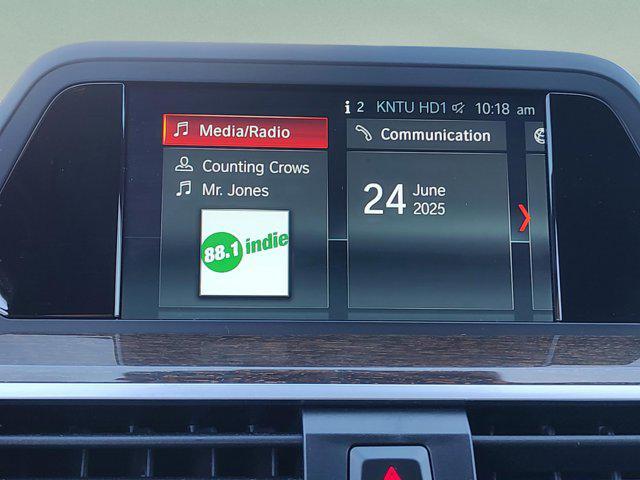 i 2 KNTU HD1 10:18 am
Media/Radio
Counting Crows
Mr. Jones
88.1 indie
Communication
24 June
2025